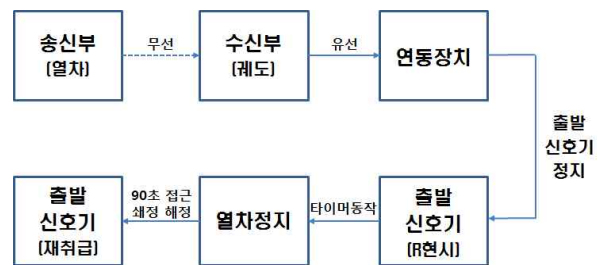 송신부
(열차)
무선
수신부
(궤도)
유선
연동장치
출발
신호기
정지
출발
신호기
(R현시)
타이머동작
열차정지
90초 접근
쇄정 해정
출발
신호기
(재취급)